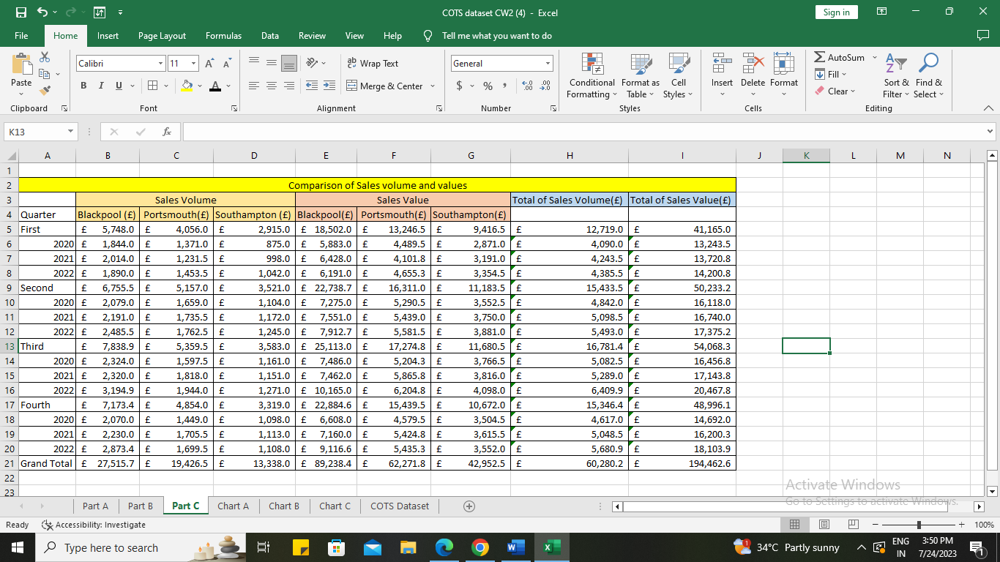 COTS dataset CW2 (4) - Excel
Sign in
File Home Insert Page Layout Formulas Data Review View Help Tell me what you want to do
Paste
Clipboard
Calibri 11
B I U
Font
Wrap Text
Merge & Center
Alignment
General
$ % ,
Number
Conditional Formatting
Format as Table
Cell Styles
Styles
Insert Delete Format
Cells
AutoSum
Fill
Clear
Sort & Filter
Find & Select
Editing
K13 fx
A B C D E F G H I J K L M N
1
2 Comparison of Sales volume and values
3 Sales Volume Sales Value Total of Sales Volume(£) Total of Sales Value(£)
4 Quarter Blackpool (£) Portsmouth(£) Southampton (£) Blackpool(£) Portsmouth(£) Southampton(£)
5 First £ 5,748.0 £ 4,056.0 £ 2,915.0 £ 18,502.0 £ 13,246.5 £ 9,416.5 £ 12,719.0 £ 41,165.0
6 2020 £ 1,844.0 £ 1,371.0 £ 875.0 £ 5,883.0 £ 4,489.5 £ 2,871.0 £ 4,090.0 £ 13,243.5
7 2021 £ 2,014.0 £ 1,231.5 £ 998.0 £ 6,428.0 £ 4,101.8 £ 3,191.0 £ 4,243.5 £ 13,720.8
8 2022 £ 1,890.0 £ 1,453.5 £ 1,042.0 £ 6,191.0 £ 4,655.3 £ 3,354.5 £ 4,385.5 £ 14,200.8
9 Second £ 6,755.5 £ 5,157.0 £ 3,521.0 £ 22,738.7 £ 16,311.0 £ 11,183.5 £ 15,433.5 £ 50,233.2
10 2020 £ 2,079.0 £ 1,659.0 £ 1,104.0 £ 7,275.0 £ 5,290.5 £ 3,552.5 £ 4,842.0 £ 16,118.0
11 2021 £ 2,191.0 £ 1,735.5 £ 1,172.0 £ 7,551.0 £ 5,439.0 £ 3,750.0 £ 5,098.5 £ 16,740.0
12 2022 £ 2,485.5 £ 1,762.5 £ 1,245.0 £ 7,912.7 £ 5,581.5 £ 3,881.0 £ 5,493.0 £ 17,375.2
13 Third £ 7,838.9 £ 5,359.5 £ 3,583.0 £ 25,113.0 £ 17,274.8 £ 11,680.5 £ 16,781.4 £ 54,068.3
14 2020 £ 2,324.0 £ 1,597.5 £ 1,161.0 £ 7,486.0 £ 5,204.3 £ 3,766.5 £ 5,082.5 £ 16,456.8
15 2021 £ 2,320.0 £ 1,818.0 £ 1,151.0 £ 7,462.0 £ 5,865.8 £ 3,816.0 £ 5,289.0 £ 17,143.8
16 2022 £ 3,194.9 £ 1,944.0 £ 1,271.0 £ 10,165.0 £ 6,204.8 £ 4,098.0 £ 6,409.9 £ 20,467.8
17 Fourth £ 7,173.4 £ 4,854.0 £ 3,319.0 £ 22,884.6 £ 15,439.5 £ 10,672.0 £ 15,346.4 £ 48,996.1
18 2020 £ 2,070.0 £ 1,449.0 £ 1,098.0 £ 6,608.0 £ 4,579.5 £ 3,504.5 £ 4,617.0 £ 14,692.0
19 2021 £ 2,230.0 £ 1,705.5 £ 1,113.0 £ 7,160.0 £ 5,424.8 £ 3,615.5 £ 5,048.5 £ 16,200.3
20 2022 £ 2,873.4 £ 1,699.5 £ 1,108.0 £ 9,116.6 £ 5,435.3 £ 3,552.0 £ 5,680.9 £ 18,103.9
21 Grand Total £ 27,515.7 £ 19,426.5 £ 13,338.0 £ 89,238.4 £ 62,271.8 £ 42,952.5 £ 60,280.2 £ 194,462.6
22
23
Activate Windows
Go to Settings to activate Windows.
Part A Part B Part C Chart A Chart B Chart C COTS Dataset
Ready Accessibility: Investigate 100%
Type here to search
34°C Partly sunny
ENG IN
3:50 PM
7/24/2023
1